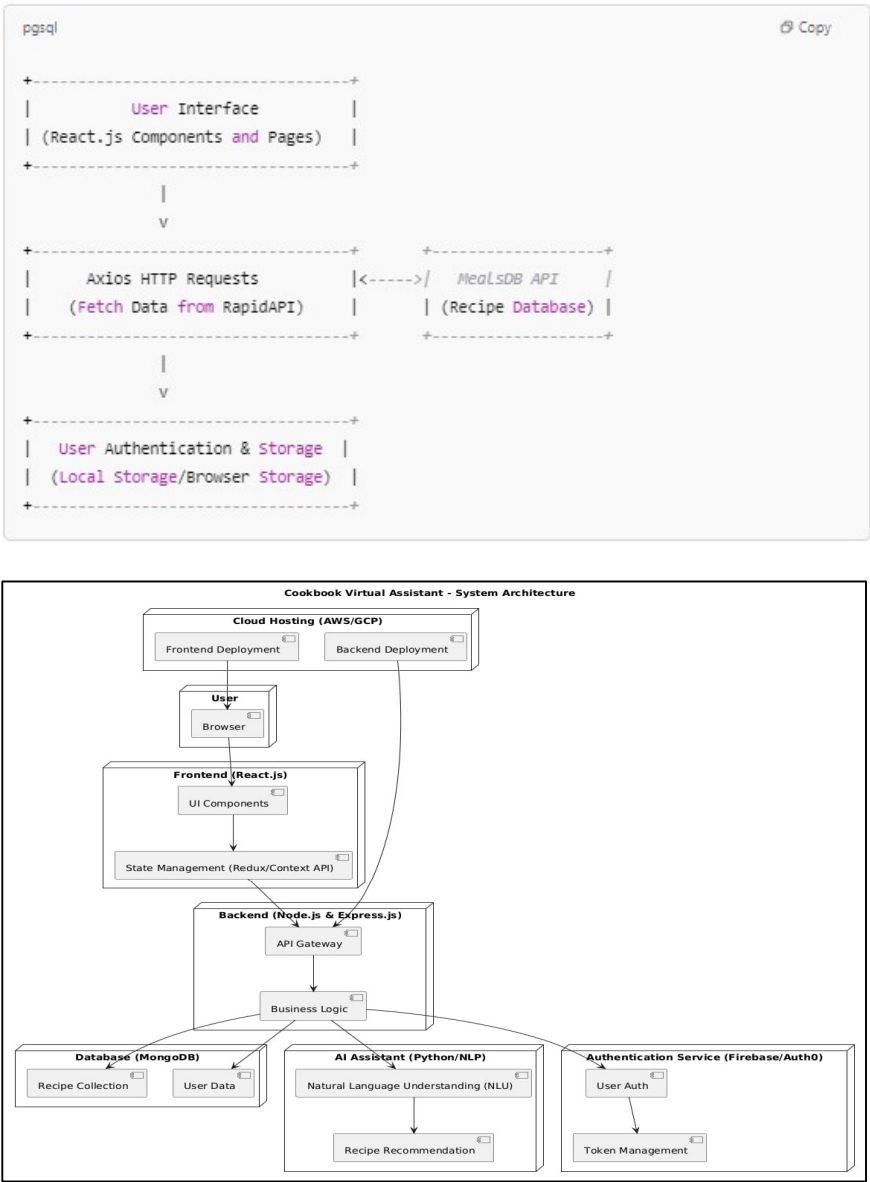 pgsql Copy
+-----------------------------------+
| User Interface |
| (React.js Components and Pages) |
+-----------------------------------+
|
v
+-----------------------------------+ +-------------------+
| Axios HTTP Requests |<----->| MealsDB API |
| (Fetch Data from RapidAPI) | | (Recipe Database) |
+-----------------------------------+ +-------------------+
|
v
+-----------------------------------+
| User Authentication & Storage |
| (Local Storage/Browser Storage) |
+-----------------------------------+
Cookbook Virtual Assistant - System Architecture
Cloud Hosting (AWS/GCP)
Frontend Deployment
Backend Deployment
User
Browser
Frontend (React.js)
UI Components
State Management (Redux/Context API)
Backend (Node.js & Express.js)
API Gateway
Business Logic
Database (MongoDB)
Recipe Collection
User Data
AI Assistant (Python/NLP)
Natural Language Understanding (NLU)
Recipe Recommendation
Authentication Service (Firebase/Auth0)
User Auth
Token Management